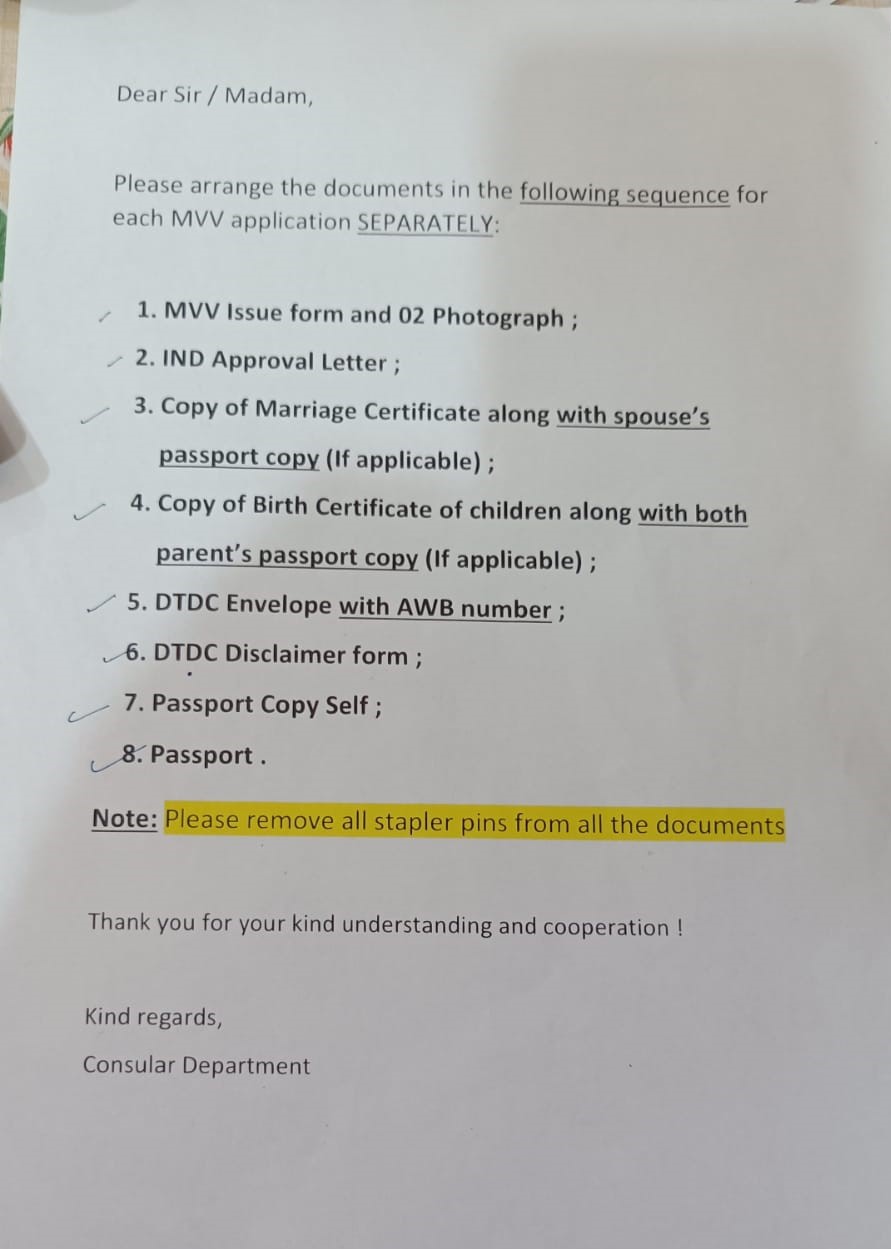 Dear Sir / Madam,
Please arrange the documents in the following sequence for
each MVV application SEPARATELY:
1. MVV Issue form and 02 Photograph ;
2. IND Approval Letter ;
3. Copy of Marriage Certificate along with spouse's
passport copy (If applicable) ;
4. Copy of Birth Certificate of children along with both
parent's passport copy (If applicable) ;
5. DTDC Envelope with AWB number ;
6. DTDC Disclaimer form ;
7. Passport Copy Self ;
8. Passport .
Note: Please remove all stapler pins from all the documents
Thank you for your kind understanding and cooperation !
Kind regards,
Consular Department